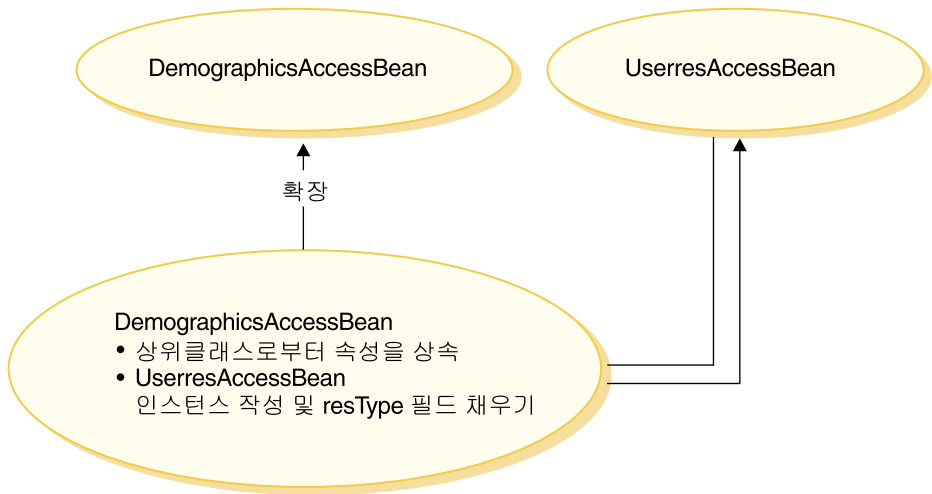 DemographicsAccessBean
UserresAccessBean
확장
DemographicsAccessBean
• 상위클래스로부터 속성을 상속
• UserresAccessBean
인스턴스 작성 및 resType 필드 채우기